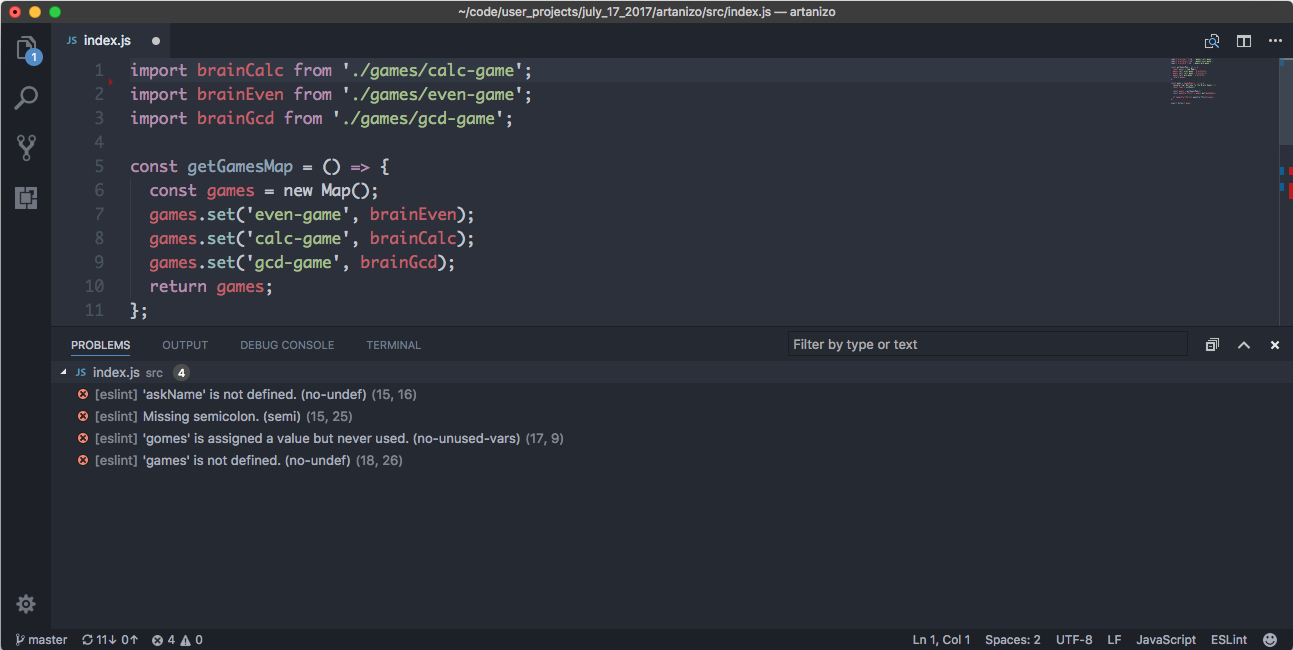 ~/code/user_projects/july_17_2017/artanizo/src/index.js — artanizo
1
JS index.js
1 import brainCalc from './games/calc-game';
2 import brainEven from './games/even-game';
3 import brainGcd from './games/gcd-game';
4
5 const getGamesMap = () => {
6 const games = new Map();
7 games.set('even-game', brainEven);
8 games.set('calc-game', brainCalc);
9 games.set('gcd-game', brainGcd);
10 return games;
11 };
PROBLEMS OUTPUT DEBUG CONSOLE TERMINAL Filter by type or text
JS index.js src 4
[eslint] 'askName' is not defined. (no-undef) (15, 16)
[eslint] Missing semicolon. (semi) (15, 25)
[eslint] 'gomes' is assigned a value but never used. (no-unused-vars) (17, 9)
[eslint] 'games' is not defined. (no-undef) (18, 26)
master 11↓ 0↑ 4 0 Ln 1, Col 1 Spaces: 2 UTF-8 LF JavaScript ESLint